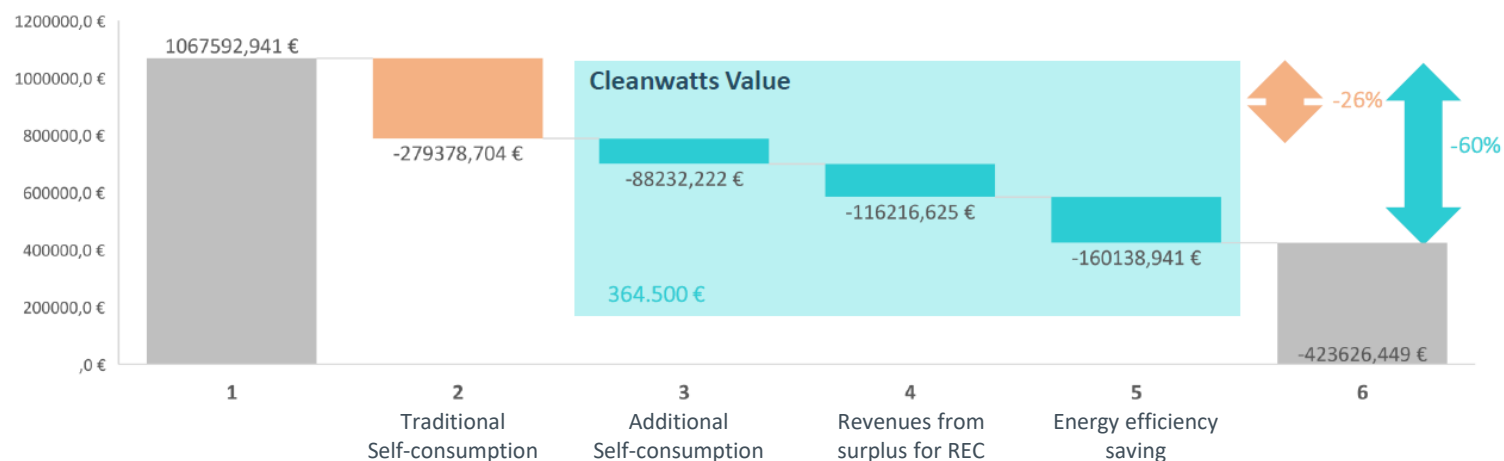 1200000,0 €
1000000,0 €
800000,0 €
600000,0 €
400000,0 €
200000,0 €
,0 €
1067592,941 €
-279378,704 €
Cleanwatts Value
-88232,222 €
-116216,625 €
-160138,941 €
364.500 €
-423626,449 €
-26%
-60%
1
2
3
4
5
6
Traditional
Self-consumption
Additional
Self-consumption
Revenues from
surplus for REC
Energy efficiency
saving